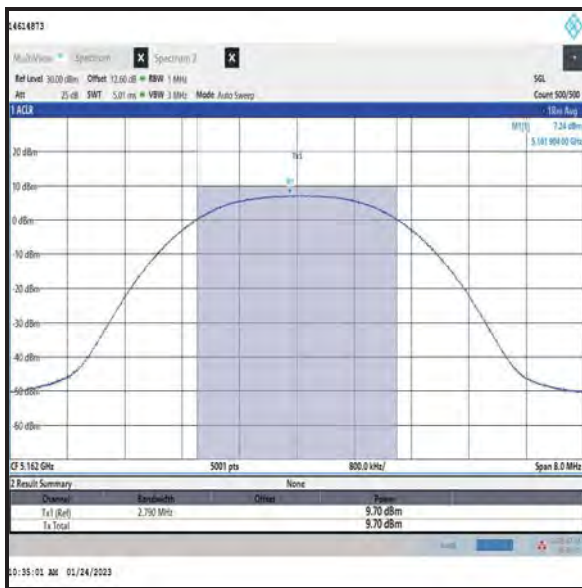 14614873
MultiView Spectrum X Spectrum 2 X
Ref Level 30.00 dBm Offset 12.60 dB RBW 1 MHz SGL
Att 25 dB SWT 5.01 ms VBW 3 MHz Mode Auto Sweep Count 500/500
1 ACLR 1Rm Avg
M1[1] 7.24 dBm
5.161 904 00 GHz
Tx1
M1
20 dBm
10 dBm
0 dBm
-10 dBm
-20 dBm
-30 dBm
-40 dBm
-50 dBm
-60 dBm
CF 5.162 GHz 5001 pts 800.0 kHz/ Span 8.0 MHz
2 Result Summary None
Channel Bandwidth Offset Power
Tx1 (Ref) 2.790 MHz 9.70 dBm
Tx Total 9.70 dBm
10:35:01 AM 01/24/2023